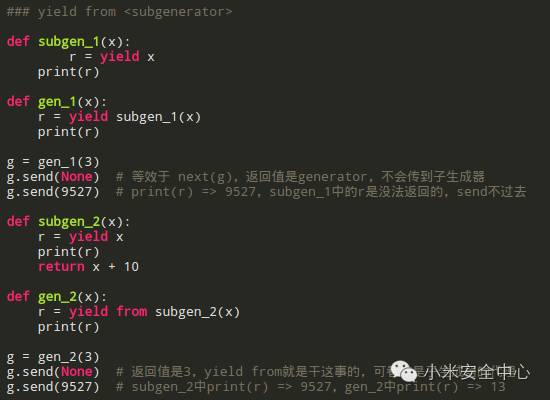 ### yield from <subgenerator>
def subgen_1(x):
        r = yield x
    print(r)
def gen_1(x):
    r = yield subgen_1(x)
    print(r)
g = gen_1(3)
g.send(None)  # 等效于 next(g)，返回值是generator，不会传到子生成器
g.send(9527)  # print(r) => 9527，subgen_1中的r是没法返回的，send不过去
def subgen_2(x):
    r = yield x
    print(r)
    return x + 10
def gen_2(x):
    r = yield from subgen_2(x)
    print(r)
g = gen_2(3)
g.send(None)  # 返回值是3，yield from就是干这事的，可
g.send(9527)  # subgen_2中print(r) => 9527，gen_2中print(r) => 13
小米安全中心